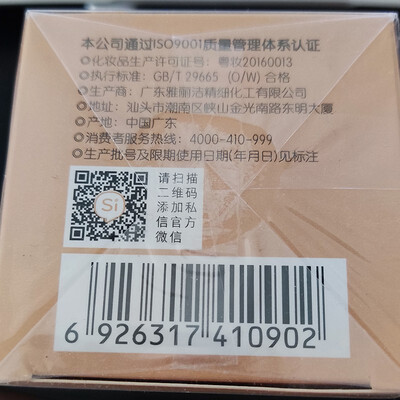 本公司通过ISO9001质量管理体系认证
⊙化妆品生产许可证号：粤妆20160013
⊙执行标准：GB/T 29665 (O/W) 合格
⊙生产商：广东雅丽洁精细化工有限公司
⊙地址：汕头市潮南区峡山金光南路东明大厦
⊙产地：中国广东
⊙消费者服务热线：4000-410-999
⊙生产批号及限期使用日期(年月日)见标注
请扫描
二维码
添加私
信官方
微信
Si
6 926317 410902